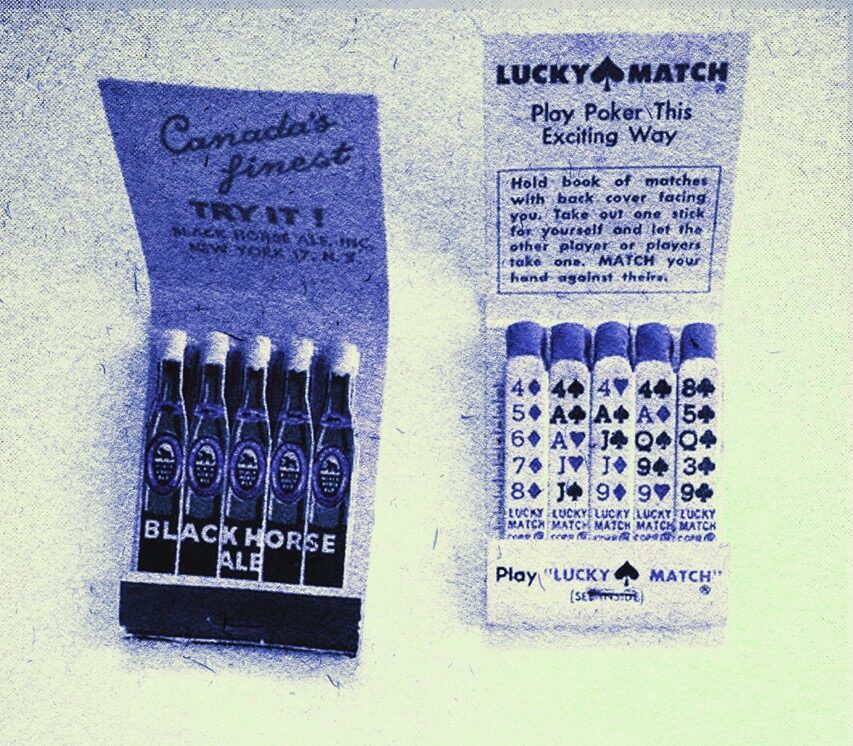 Canada's
finest
TRY IT !
BLACK HORSE ALE, INC.
NEW YORK 17, N. Y.
BLACK HORSE
ALE
LUCKY♠MATCH
®
Play Poker This
Exciting Way
Hold book of matches
with back cover facing
you. Take out one stick
for yourself and let the
other player or players
take one. MATCH your
hand against theirs.
4♦ 4♠ 4♥ 4♠ 8♣
5♦ A♣ A♠ A♦ 5♣
6♦ A♥ J♣ Q♠ Q♣
7♦ J♥ J♦ 9♠ 3♣
8♦ J♠ 9♦ 9♥ 9♣
LUCKY LUCKY LUCKY LUCKY LUCKY
MATCH MATCH MATCH MATCH MATCH
Play "LUCKY ♠ MATCH"
®
(SEE INSIDE)